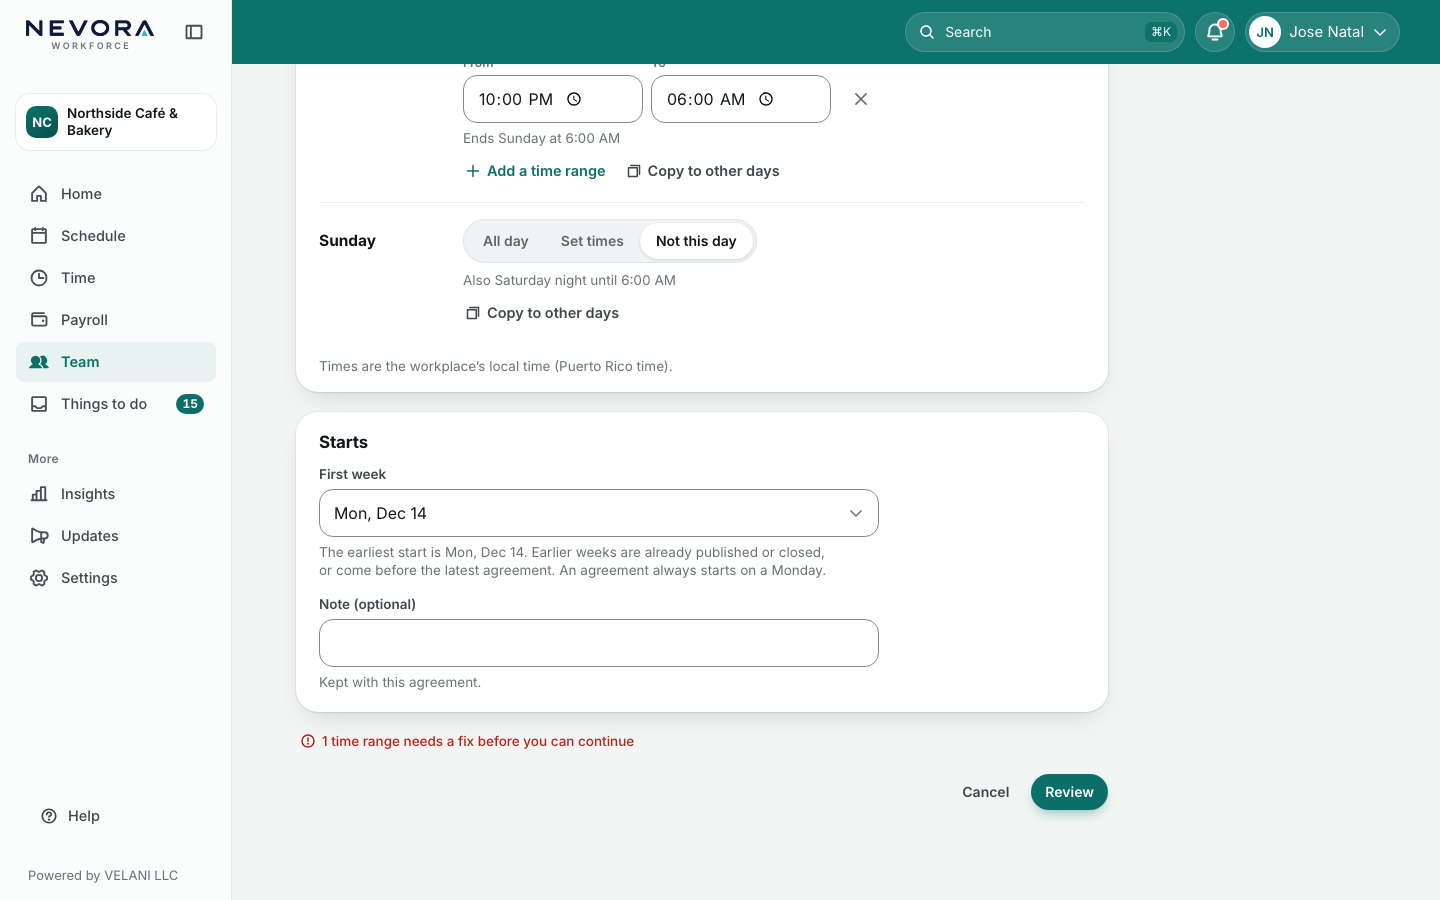 NEVORA
WORKFORCE
Search
⌘K
JN
Jose Natal
NC
Northside Café &
Bakery
Home
Schedule
Time
Payroll
Team
Things to do
15
More
Insights
Updates
Settings
Help
Powered by VELANI LLC
10:00 PM
06:00 AM
Ends Sunday at 6:00 AM
Add a time range
Copy to other days
Sunday
All day
Set times
Not this day
Also Saturday night until 6:00 AM
Copy to other days
Times are the workplace’s local time (Puerto Rico time).
Starts
First week
Mon, Dec 14
The earliest start is Mon, Dec 14. Earlier weeks are already published or closed,
or come before the latest agreement. An agreement always starts on a Monday.
Note (optional)
Kept with this agreement.
1 time range needs a fix before you can continue
Cancel
Review